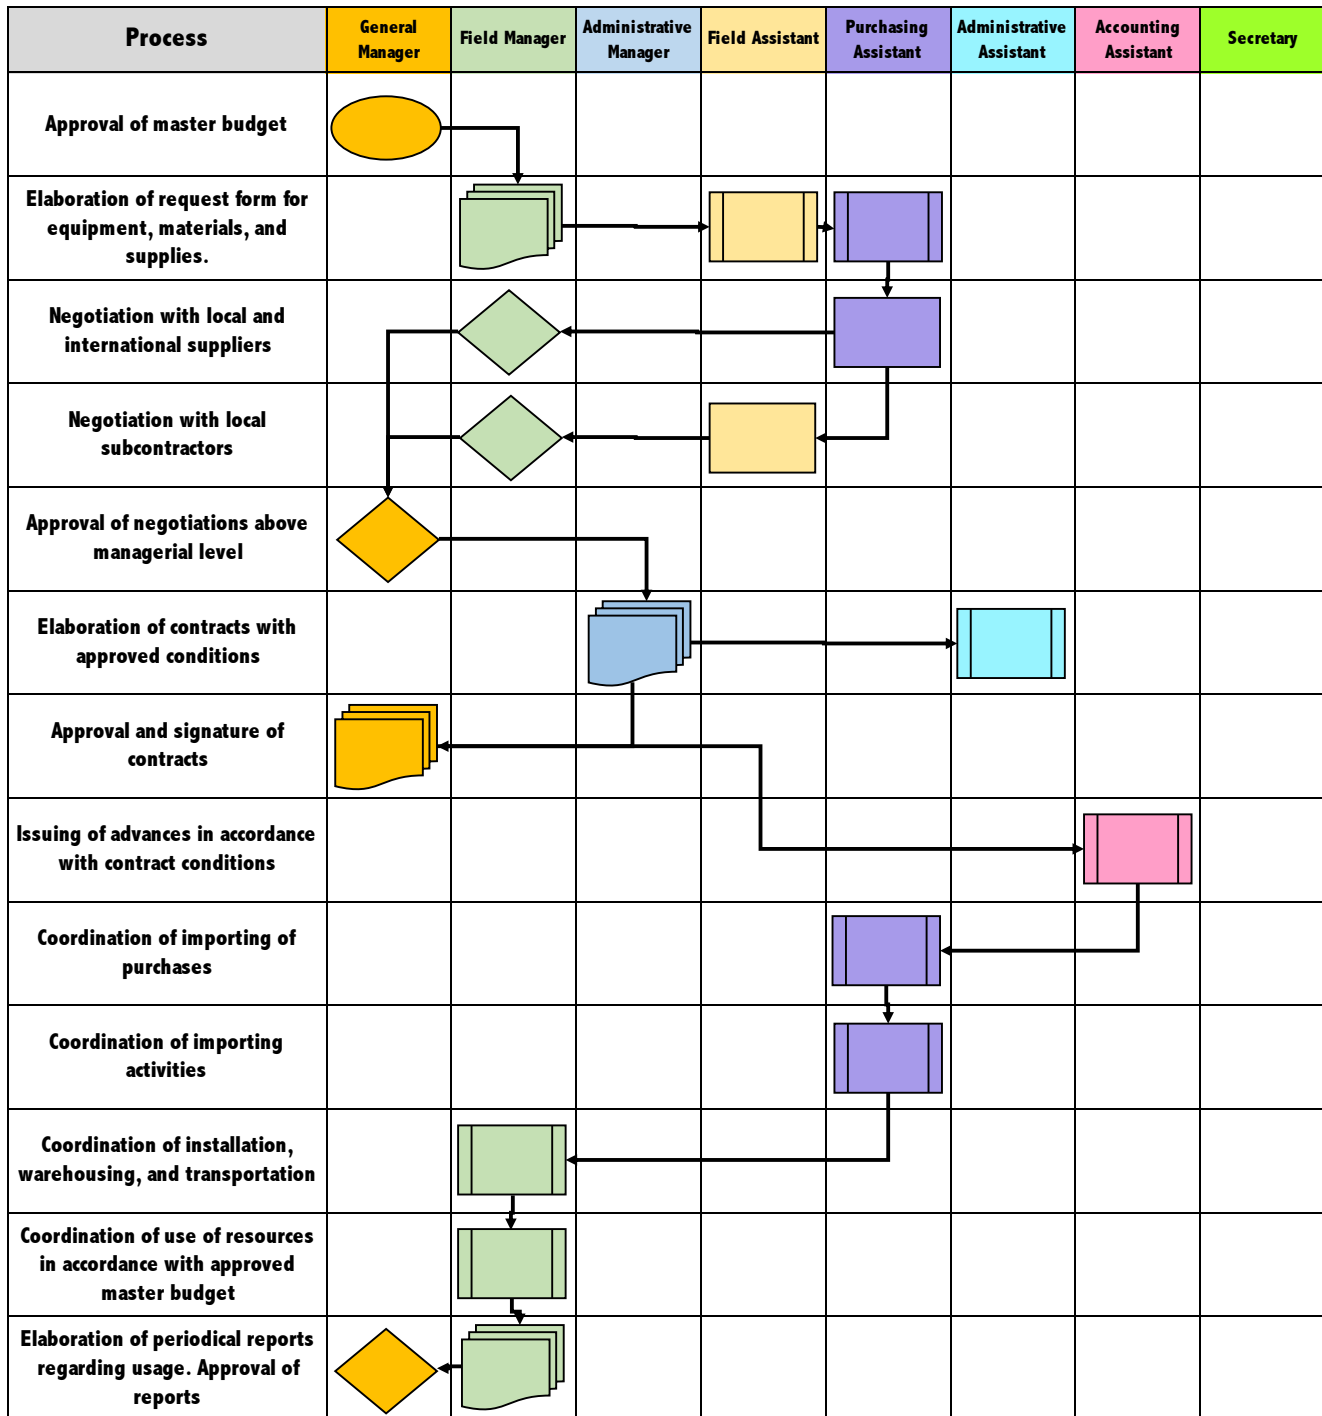 Process
General
Manager
Field Manager
Administrative
Manager
Field Assistant
Purchasing
Assistant
Administrative
Assistant
Accounting
Assistant
Secretary
Approval of master budget
Elaboration of request form for
equipment, materials, and
supplies.
Negotiation with local and
international suppliers
Negotiation with local
subcontractors
Approval of negotiations above
managerial level
Elaboration of contracts with
approved conditions
Approval and signature of
contracts
Issuing of advances in accordance
with contract conditions
Coordination of importing of
purchases
Coordination of importing
activities
Coordination of installation,
warehousing, and transportation
Coordination of use of resources
in accordance with approved
master budget
Elaboration of periodical reports
regarding usage. Approval of
reports